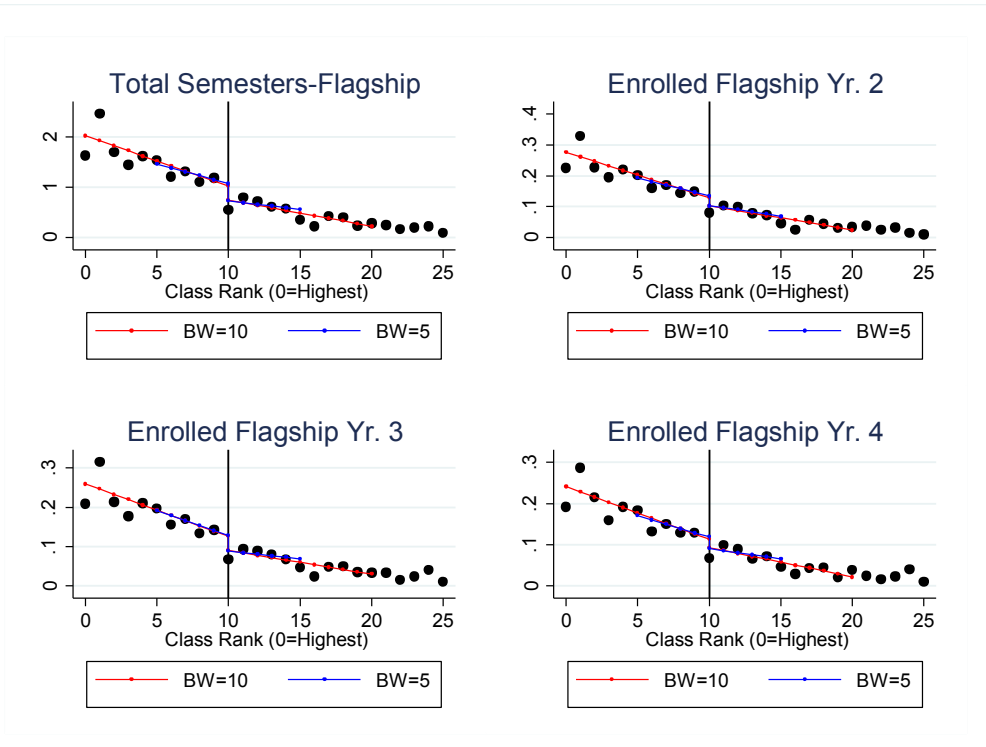 Total Semesters-Flagship
2
1
0
0 5 10 15 20 25
Class Rank (0=Highest)
BW=10 BW=5
Enrolled Flagship Yr. 2
.4
.3
.2
.1
0
0 5 10 15 20 25
Class Rank (0=Highest)
BW=10 BW=5
Enrolled Flagship Yr. 3
.3
.2
.1
0
0 5 10 15 20 25
Class Rank (0=Highest)
BW=10 BW=5
Enrolled Flagship Yr. 4
.3
.2
.1
0
0 5 10 15 20 25
Class Rank (0=Highest)
BW=10 BW=5